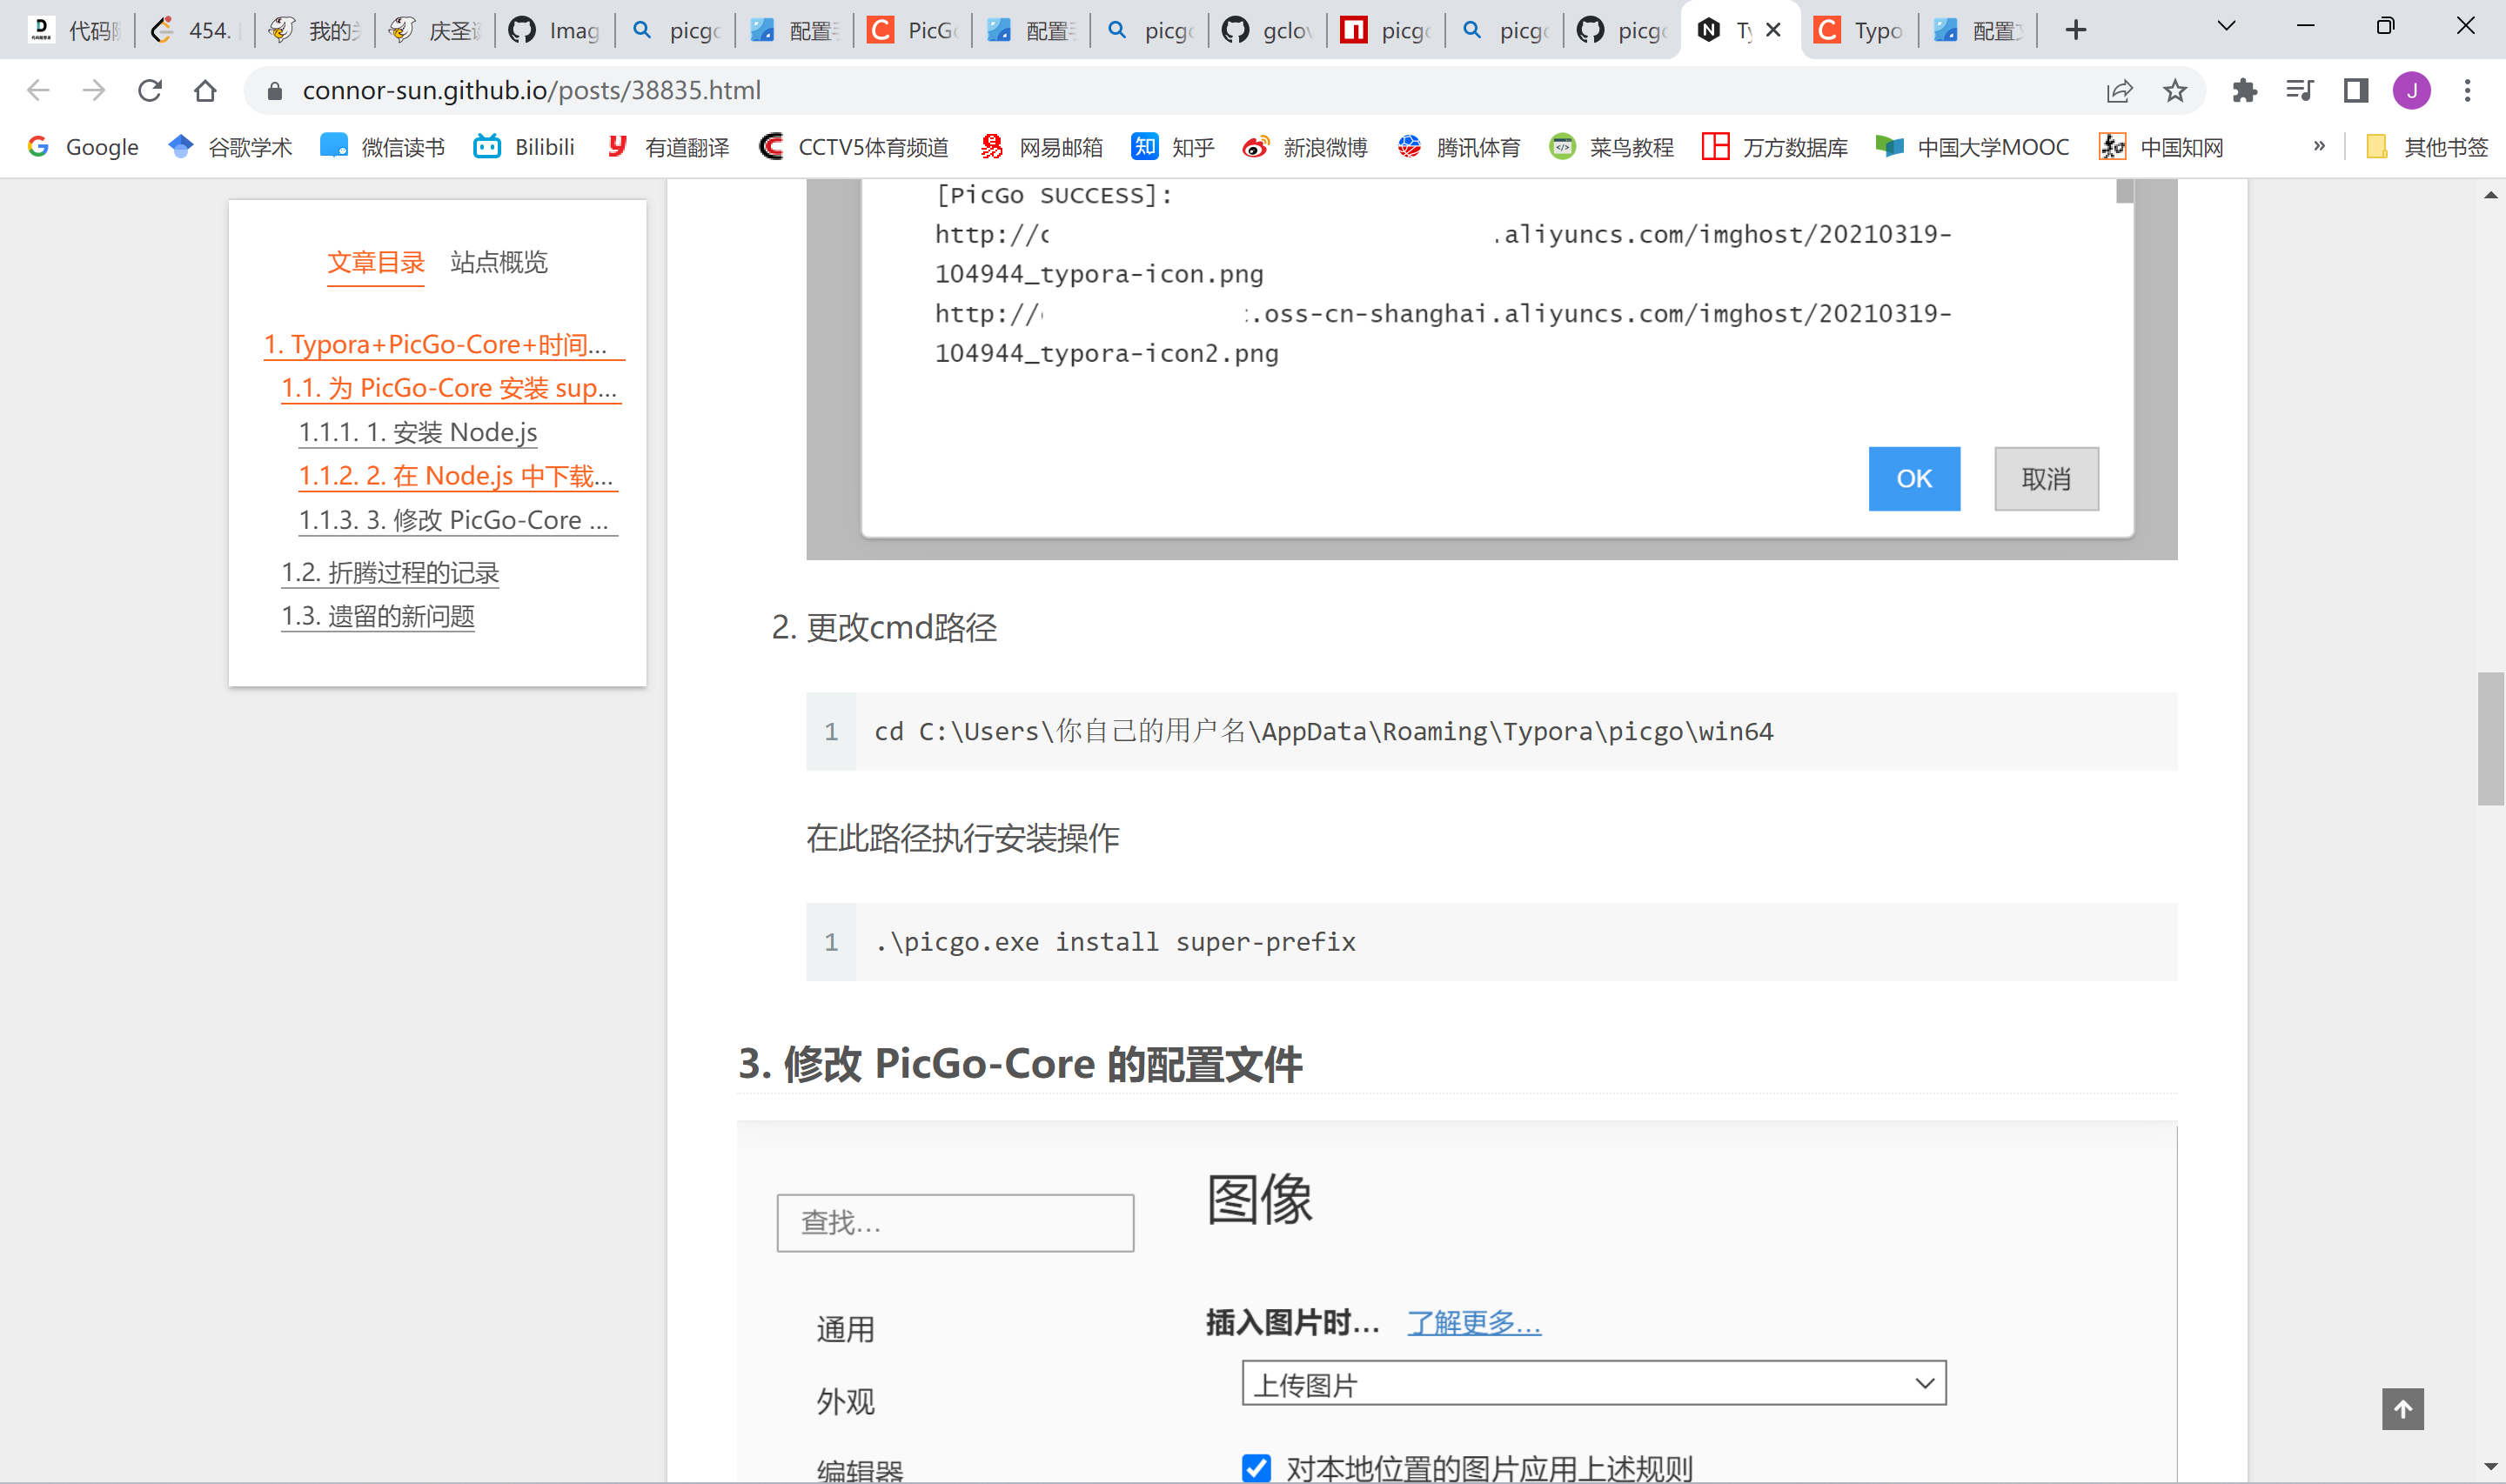 代码
454.
我的
庆圣
Imag
picg
配置
PicG
配置
picg
gclo
picg
picg
picg
Ty
Typo
配置
connor-sun.github.io/posts/38835.html
J
Google
谷歌学术
微信读书
Bilibili
有道翻译
CCTV5体育频道
网易邮箱
知乎
新浪微博
腾讯体育
菜鸟教程
万方数据库
中国大学MOOC
中国知网
»
其他书签
文章目录 站点概览
1. Typora+PicGo-Core+时间...
1.1. 为 PicGo-Core 安装 sup...
1.1.1. 1. 安装 Node.js
1.1.2. 2. 在 Node.js 中下载...
1.1.3. 3. 修改 PicGo-Core ...
1.2. 折腾过程的记录
1.3. 遗留的新问题
[PicGo SUCCESS]:
http://c .aliyuncs.com/imghost/20210319-
104944_typora-icon.png
http:// .oss-cn-shanghai.aliyuncs.com/imghost/20210319-
104944_typora-icon2.png
OK 取消
2. 更改cmd路径
1 cd C:\Users\你自己的用户名\AppData\Roaming\Typora\picgo\win64
在此路径执行安装操作
1 .\picgo.exe install super-prefix
3. 修改 PicGo-Core 的配置文件
图像
查找...
通用
外观
编辑器
插入图片时... 了解更多...
上传图片
对本地位置的图片应用上述规则